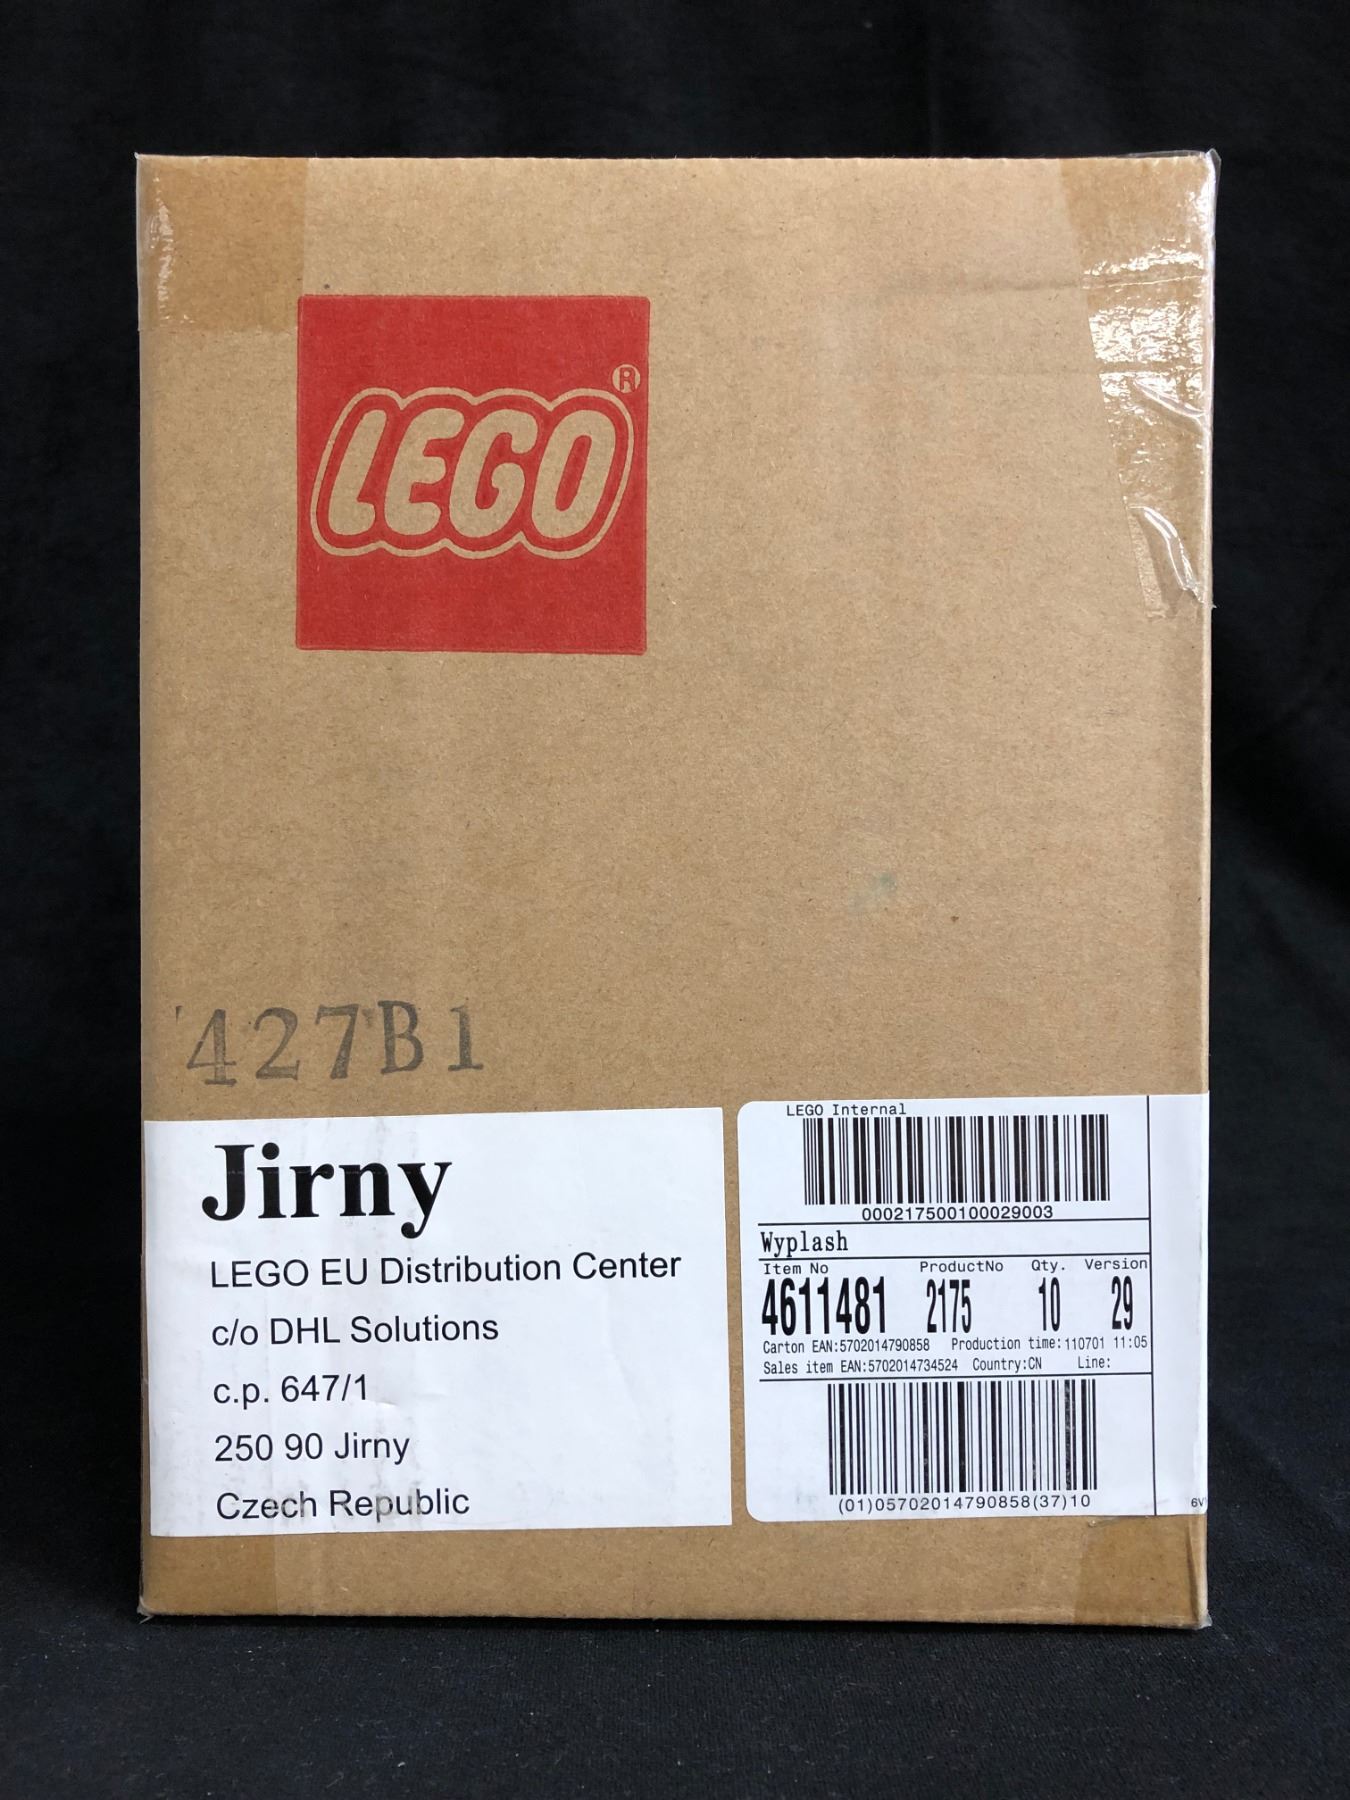 LEGO®
427B1
Jirny
LEGO EU Distribution Center
c/o DHL Solutions
c.p. 647/1
250 90 Jirny
Czech Republic
LEGO Internal
000217500100029003
Wyplash
Item No ProductNo Qty. Version
4611481 2175 10 29
Carton EAN:5702014790858 Production time:110701 11:05
Sales item EAN:5702014734524 Country:CN Line:
(01)05702014790858(37)10
6V